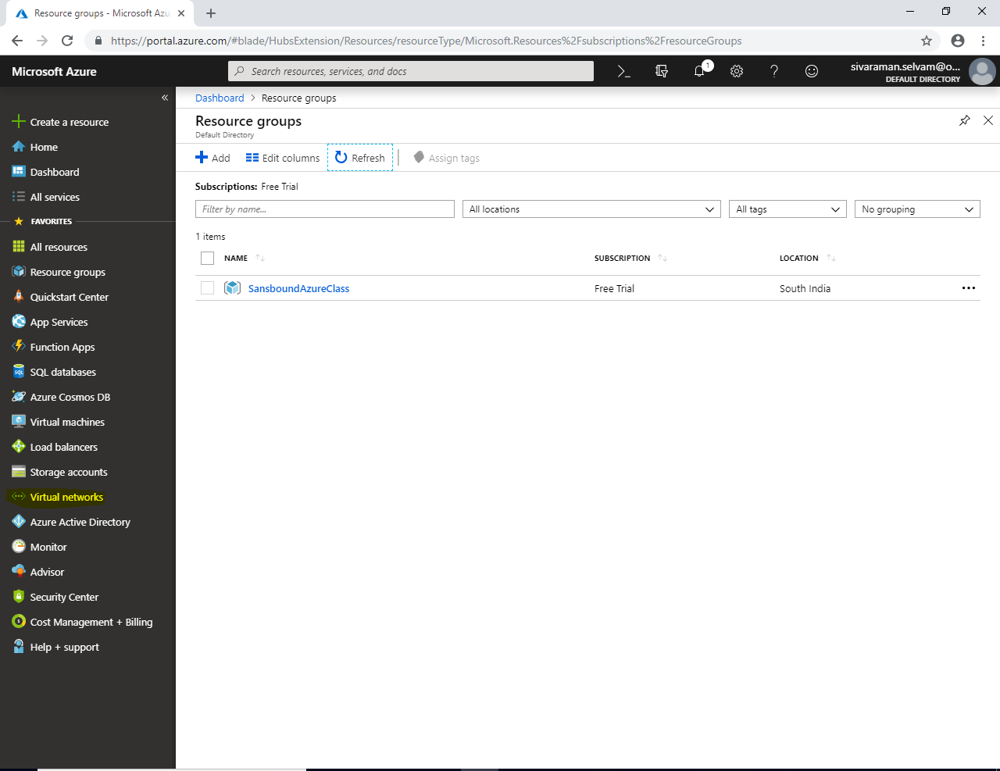 Resource groups - Microsoft Azu
https://portal.azure.com/#blade/HubsExtension/Resources/resourceType/Microsoft.Resources%2Fsubscriptions%2FresourceGroups
Microsoft Azure
Search resources, services, and docs
1
sivaraman.selvam@o...
DEFAULT DIRECTORY
«
Create a resource
Home
Dashboard
All services
FAVORITES
All resources
Resource groups
Quickstart Center
App Services
Function Apps
SQL databases
Azure Cosmos DB
Virtual machines
Load balancers
Storage accounts
Virtual networks
Azure Active Directory
Monitor
Advisor
Security Center
Cost Management + Billing
Help + support
Dashboard > Resource groups
Resource groups
Default Directory
Add Edit columns Refresh Assign tags
Subscriptions: Free Trial
Filter by name... All locations All tags No grouping
1 items
NAME SUBSCRIPTION LOCATION
SansboundAzureClass Free Trial South India